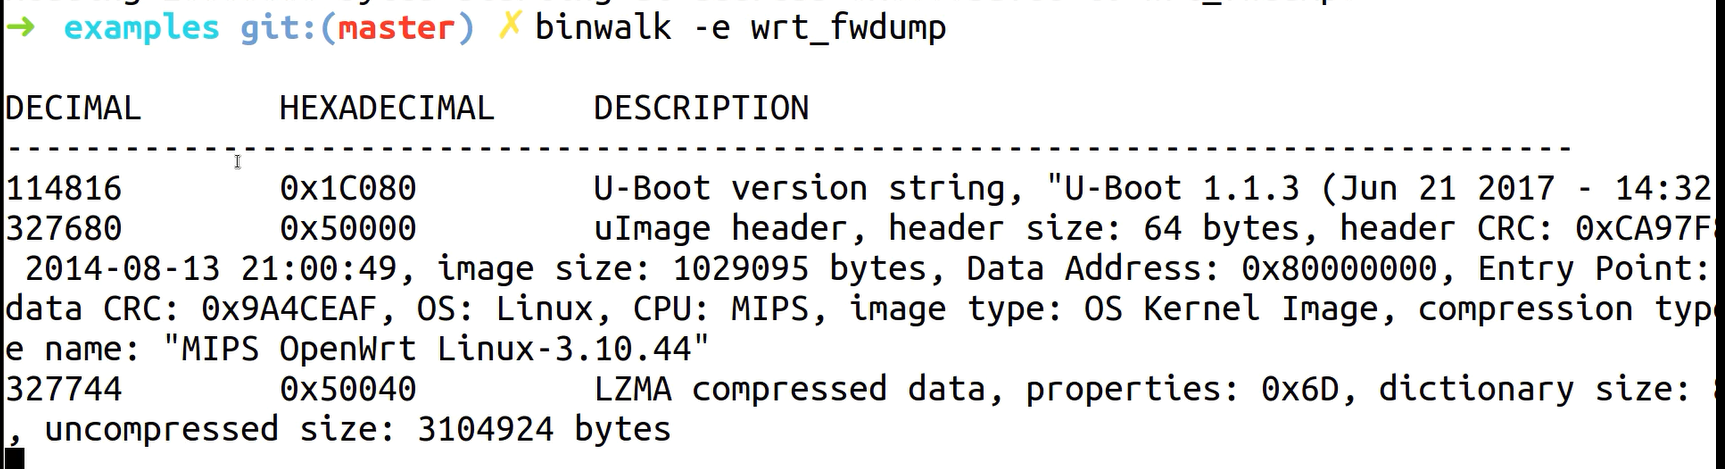 ➜ examples git:(master) ✗ binwalk -e wrt_fwdump
DECIMAL HEXADECIMAL DESCRIPTION
--------------------------------------------------------------------------------
114816 0x1C080 U-Boot version string, "U-Boot 1.1.3 (Jun 21 2017 - 14:32
327680 0x50000 uImage header, header size: 64 bytes, header CRC: 0xCA97F
2014-08-13 21:00:49, image size: 1029095 bytes, Data Address: 0x80000000, Entry Point:
data CRC: 0x9A4CEAF, OS: Linux, CPU: MIPS, image type: OS Kernel Image, compression typ
e name: "MIPS OpenWrt Linux-3.10.44"
327744 0x50040 LZMA compressed data, properties: 0x6D, dictionary size:
, uncompressed size: 3104924 bytes